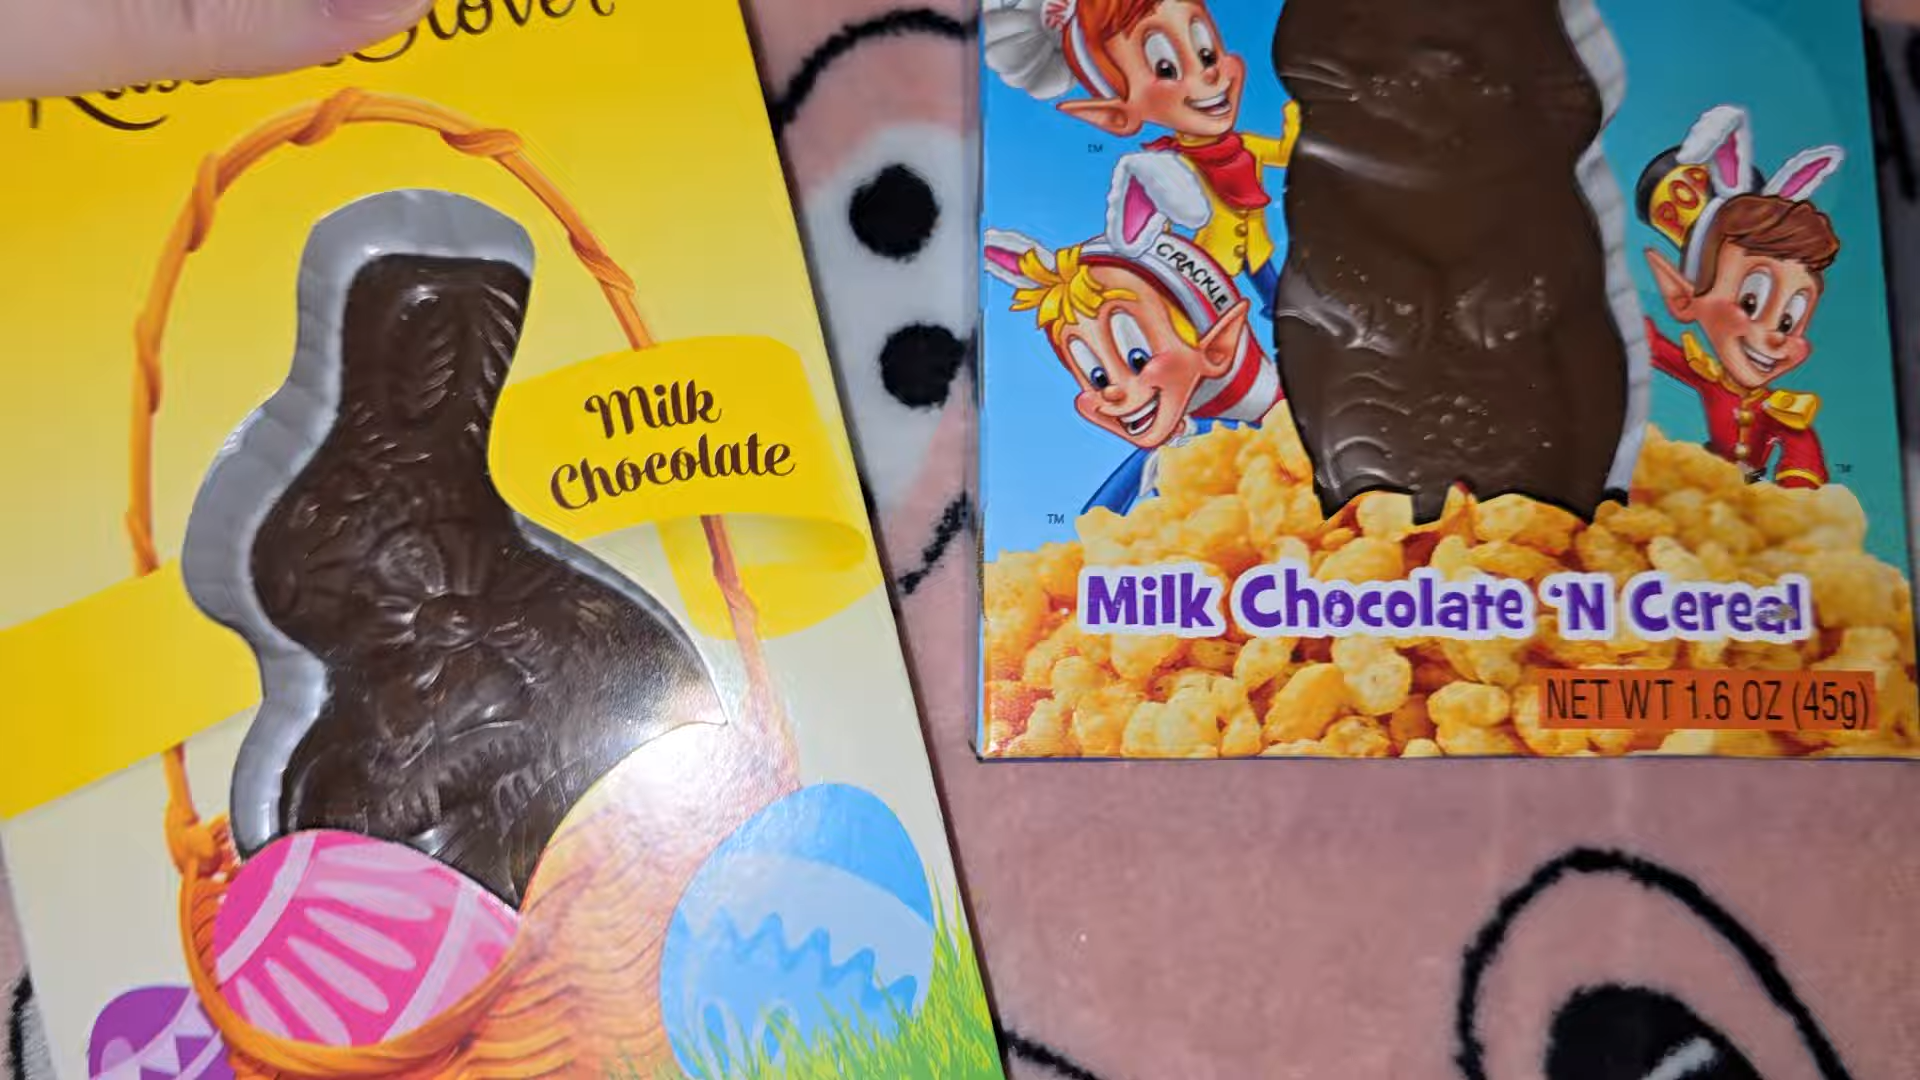 Milk
Chocolate
CRACKLE
POP
TM
TM
TM
Milk Chocolate 'N Cereal
NET WT 1.6 OZ (45g)